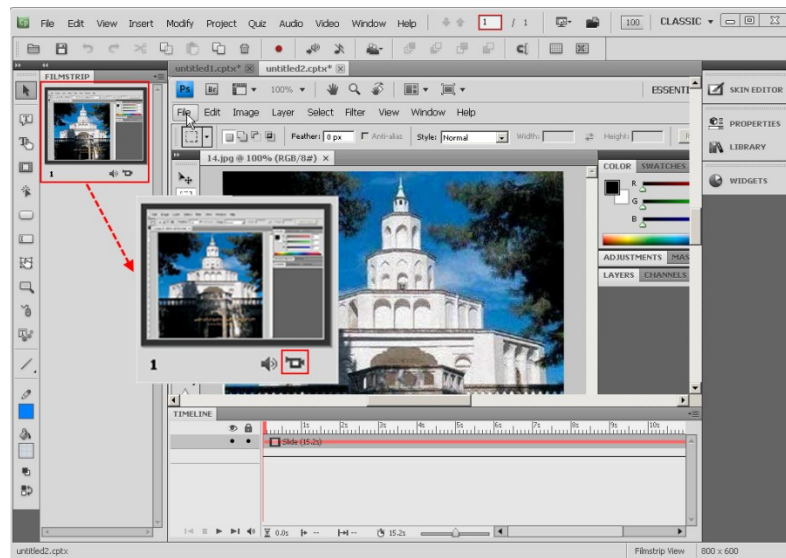 File Edit View Insert Modify Project Quiz Audio Video Window Help 1 / 1 100 CLASSIC
untitled1.cptx* untitled2.cptx*
FILMSTRIP
Ps Br 100% ESSENTI
File Edit Image Layer Select Filter View Window Help
Feather: 0 px Anti-alias Style: Normal Width: Height:
14.jpg @ 100% (RGB/8#)
COLOR SWATCHES
R
G
B
ADJUSTMENTS MAS
LAYERS CHANNELS
SKIN EDITOR
PROPERTIES
LIBRARY
WIDGETS
1
1
TIMELINE
1s 2s 3s 4s 5s 6s 7s 8s 9s 10s
Slide (15.2s)
0.0s -- -- 15.2s
untitled2.cptx Filmstrip View 800 x 600